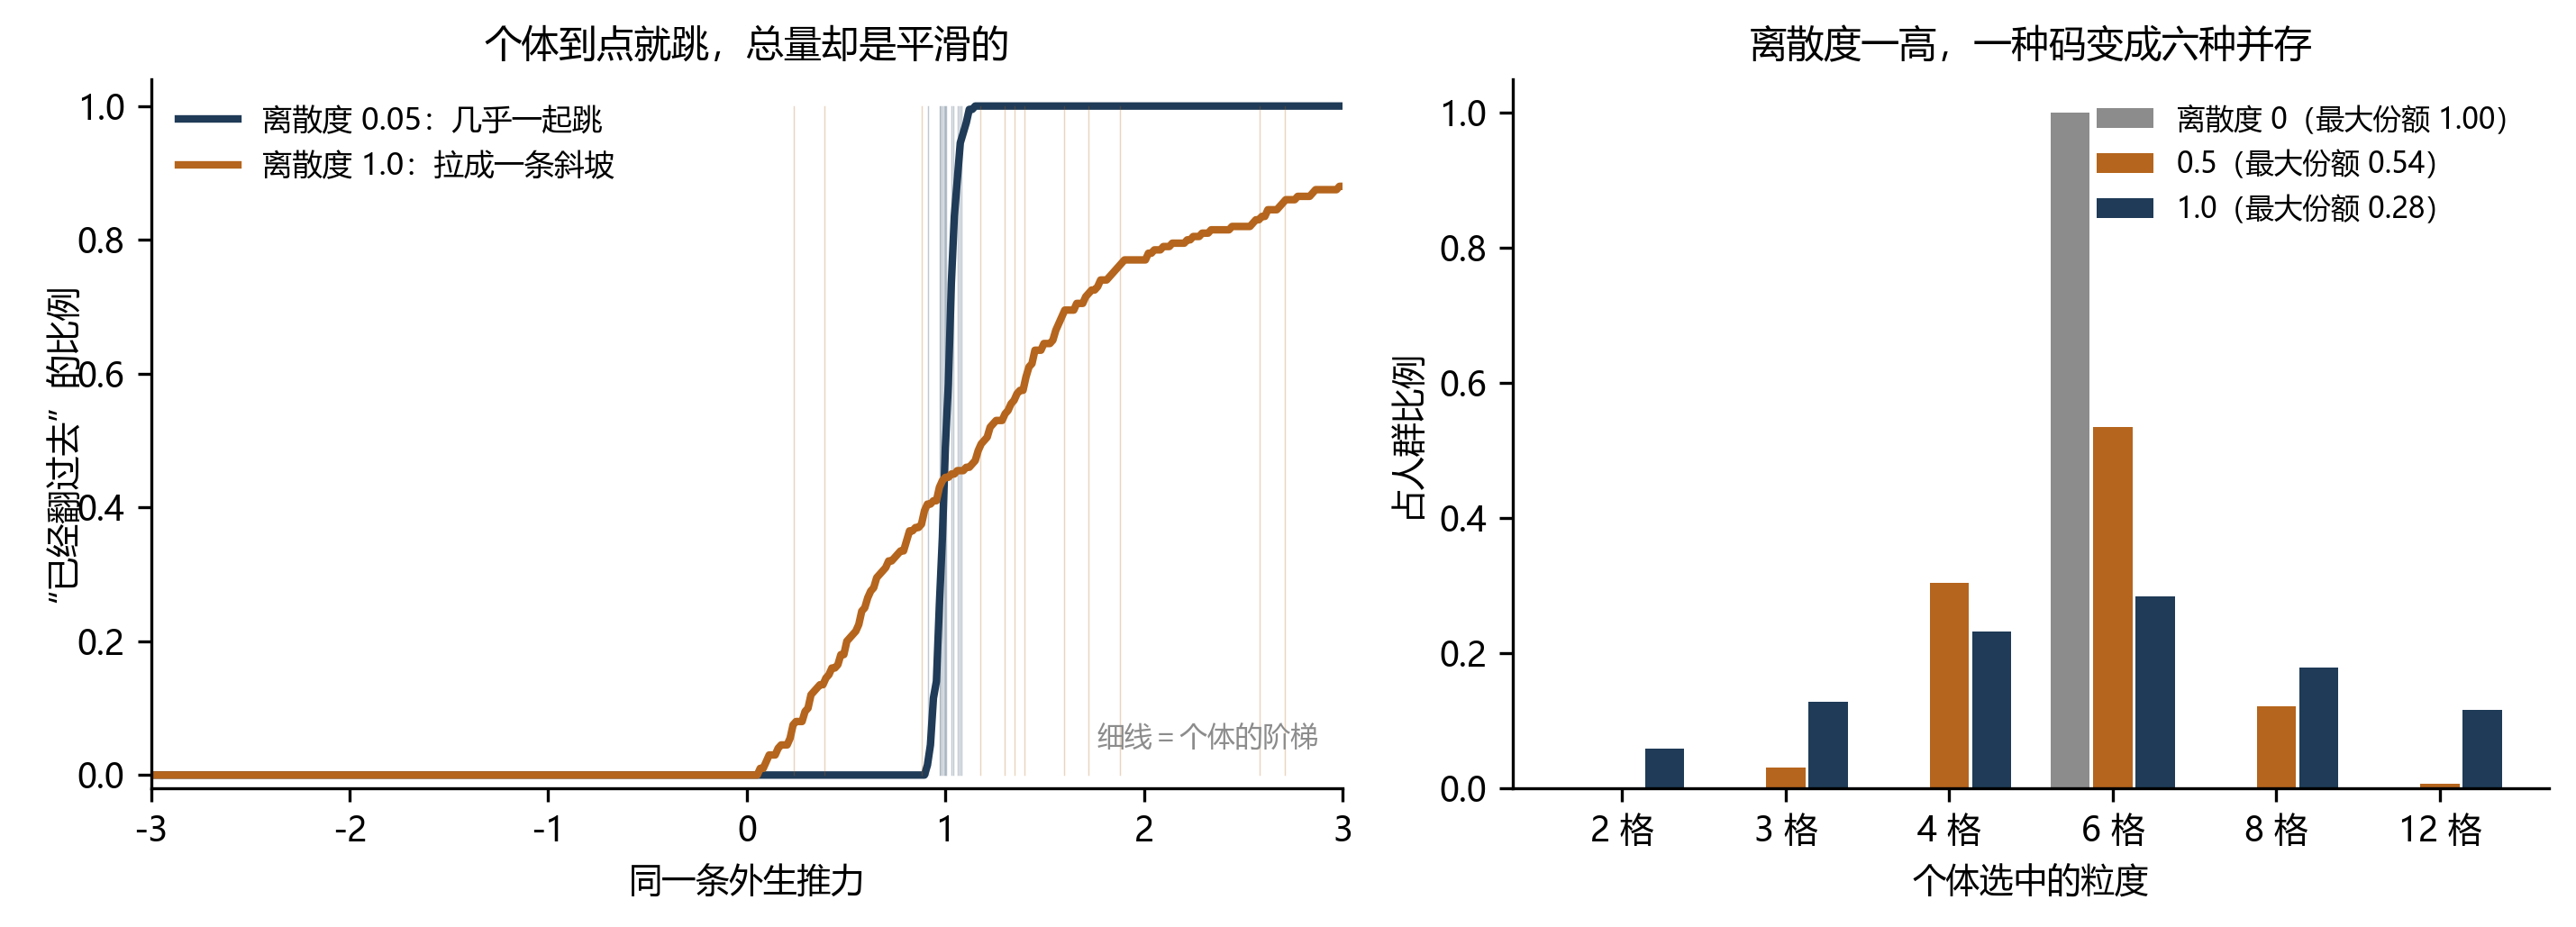 个体到点就跳，总量却是平滑的
离散度 0.05：几乎一起跳
离散度 1.0：拉成一条斜坡
“已经翻过去”的比例
1.0
0.8
0.6
0.4
0.2
0.0
细线 = 个体的阶梯
-3 -2 -1 0 1 2 3
同一条外生推力
离散度一高，一种码变成六种并存
离散度 0（最大份额 1.00）
0.5（最大份额 0.54）
1.0（最大份额 0.28）
占人群比例
1.0
0.8
0.6
0.4
0.2
0.0
2 格 3 格 4 格 6 格 8 格 12 格
个体选中的粒度